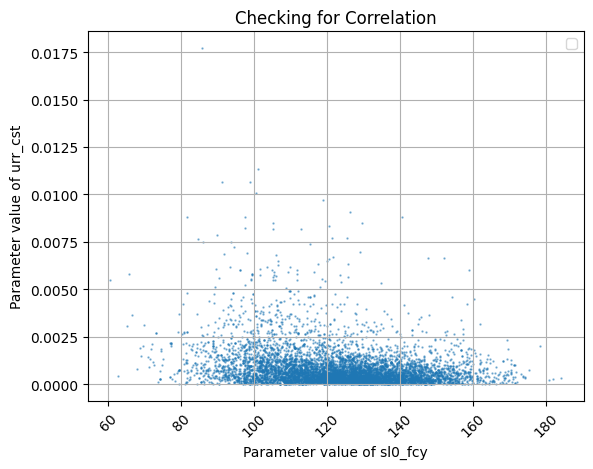 Checking for Correlation
0.0175
0.0150
0.0125
0.0100
0.0075
0.0050
0.0025
0.0000
Parameter value of urr_cst
60 80 100 120 140 160 180
Parameter value of sl0_fcy